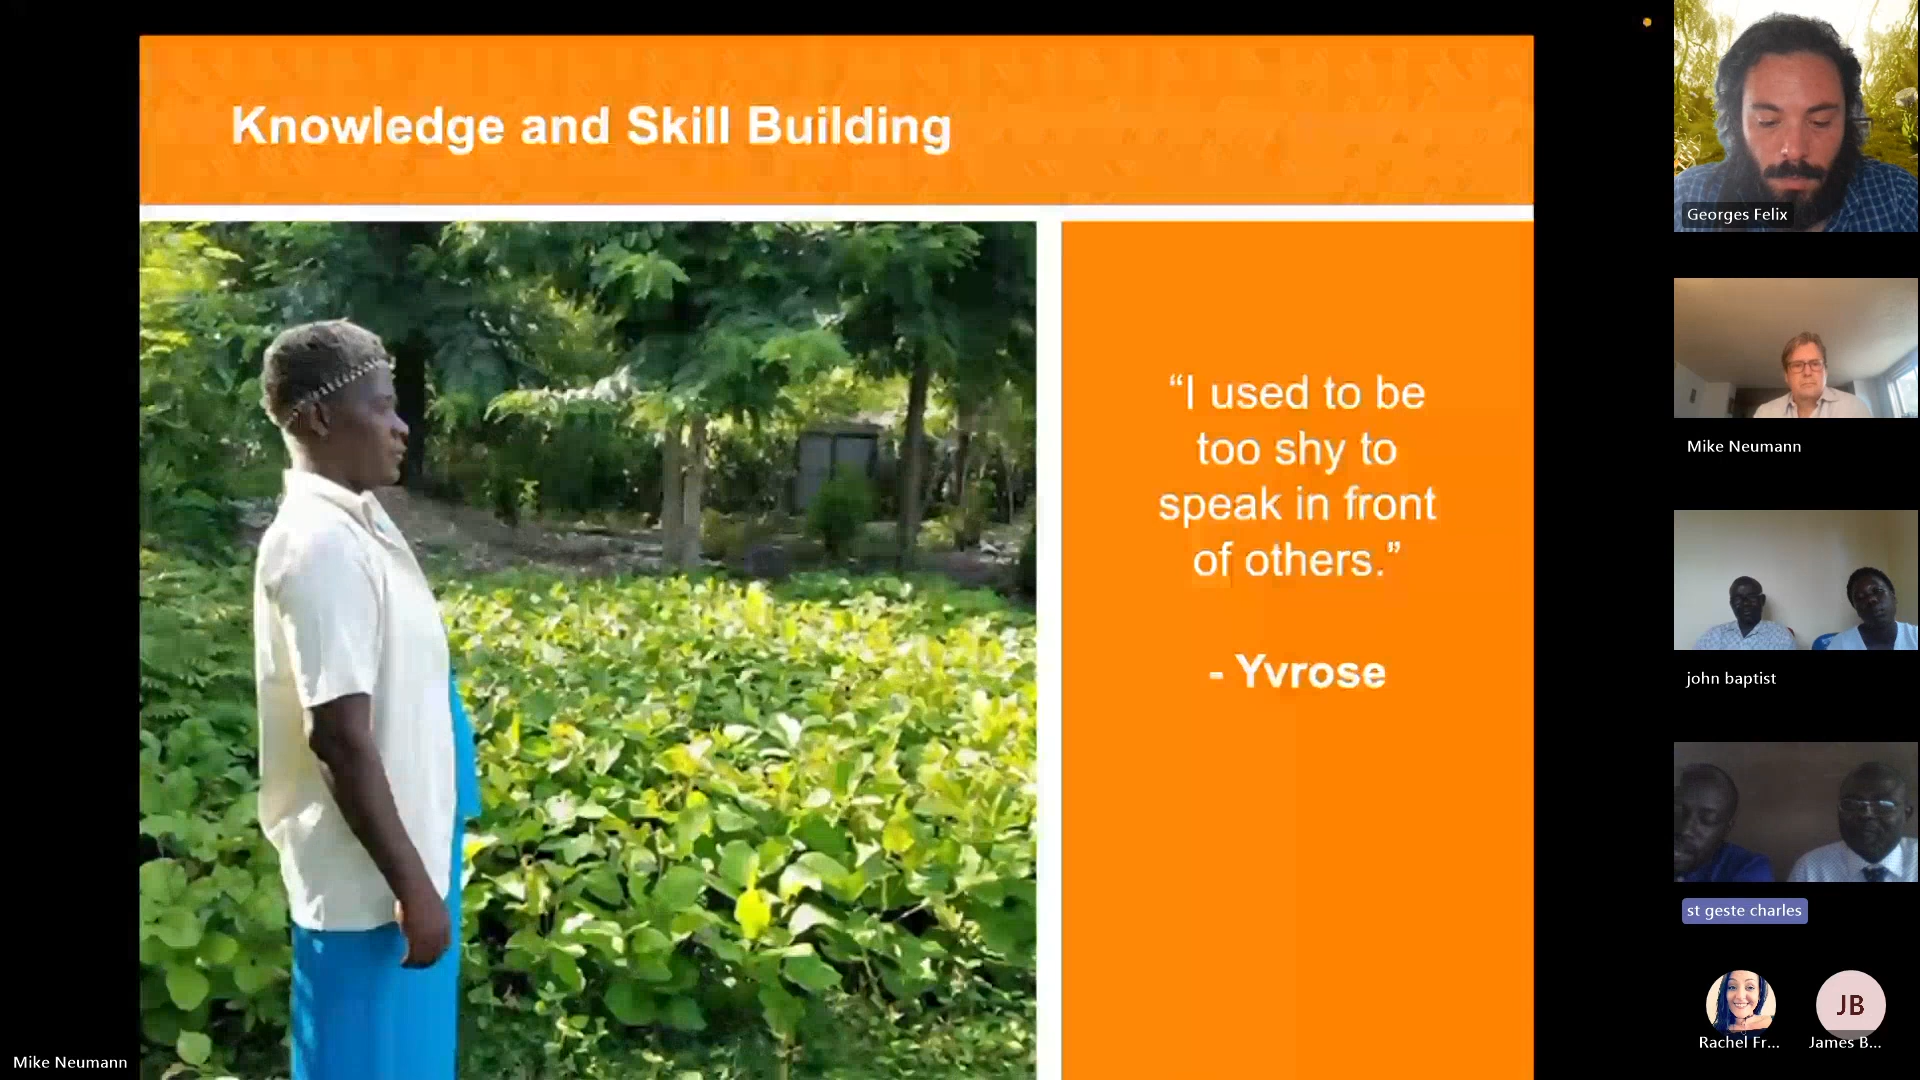 Knowledge and Skill Building
“I used to be
too shy to
speak in front
of others.”
- Yvrose
Georges Felix
Mike Neumann
john baptist
st geste charles
Rachel Fr...
James B...
JB
Mike Neumann